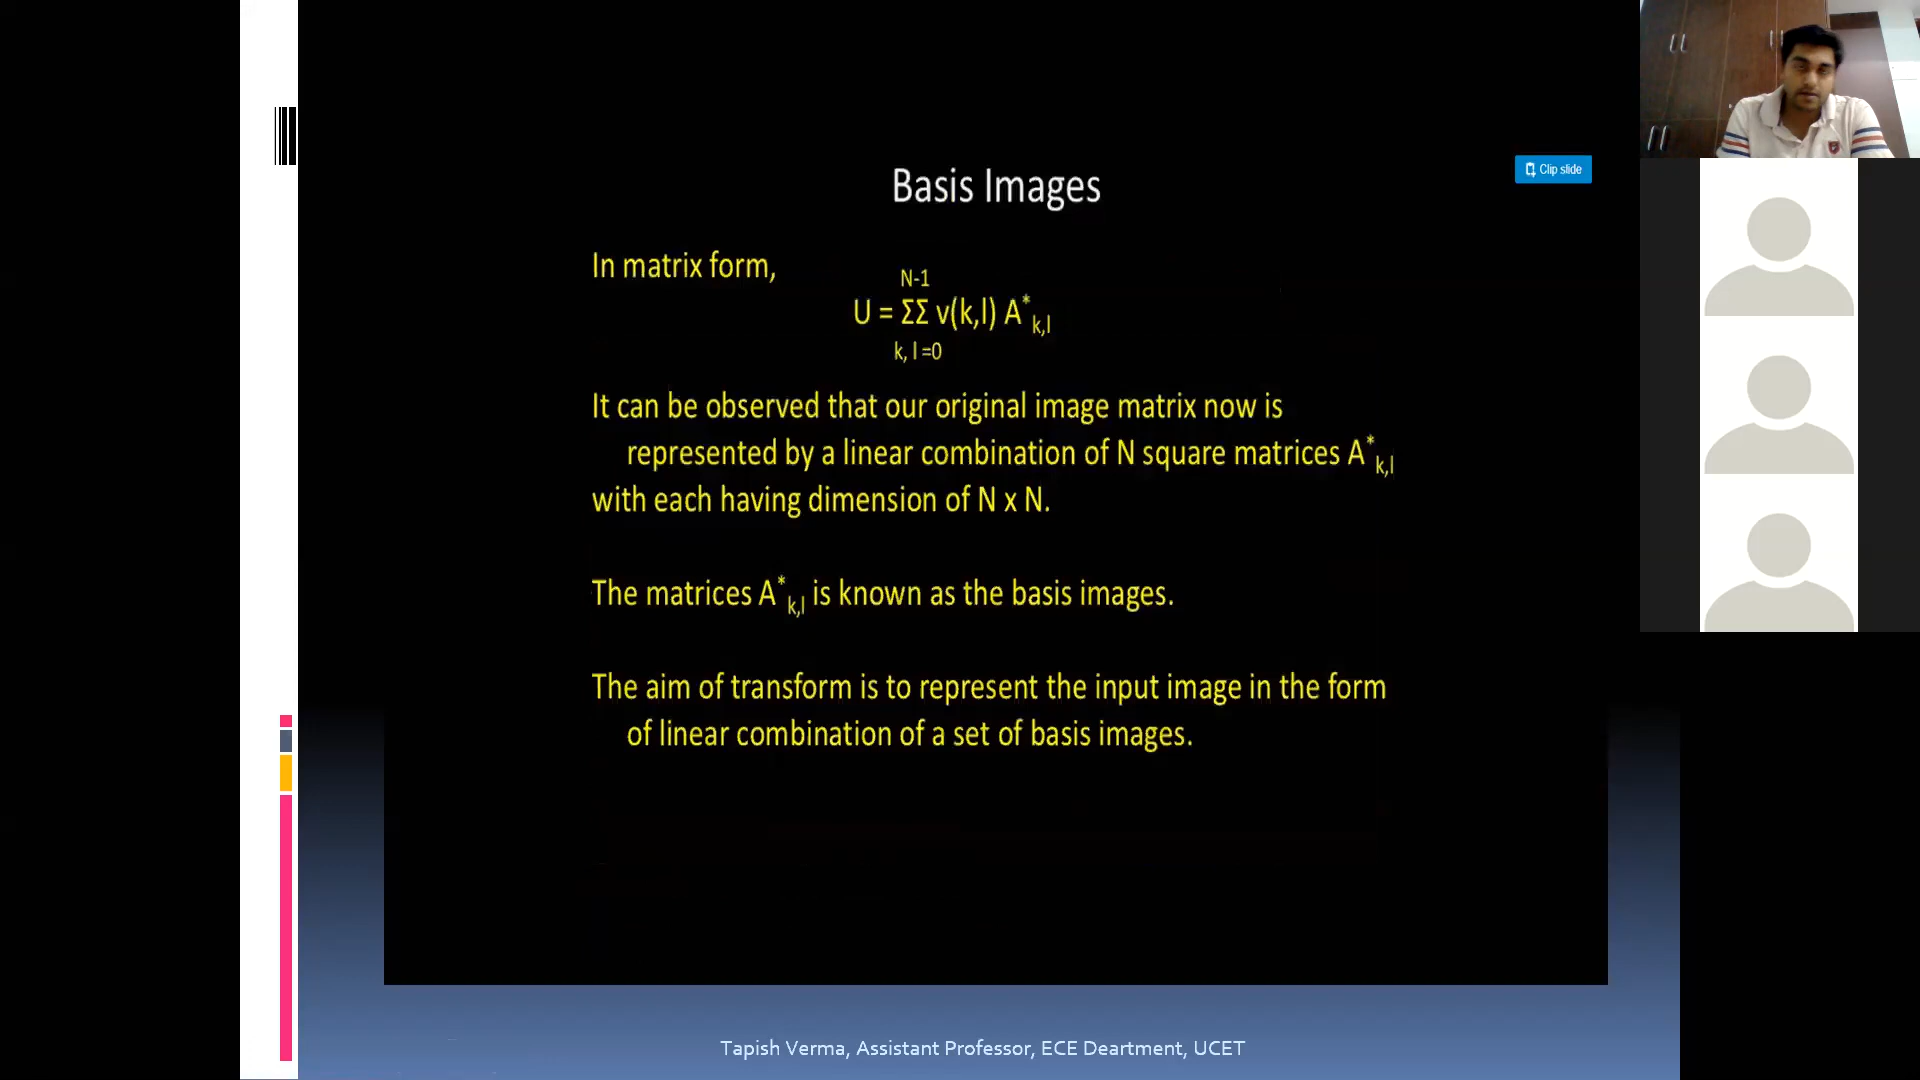 Clip slide
Basis Images
In matrix form,
N-1
U = ΣΣ v(k,l) A*k,l
k, l =0
It can be observed that our original image matrix now is
represented by a linear combination of N square matrices A*k,l
with each having dimension of N x N.
The matrices A*k,l is known as the basis images.
The aim of transform is to represent the input image in the form
of linear combination of a set of basis images.
Tapish Verma, Assistant Professor, ECE Deartment, UCET